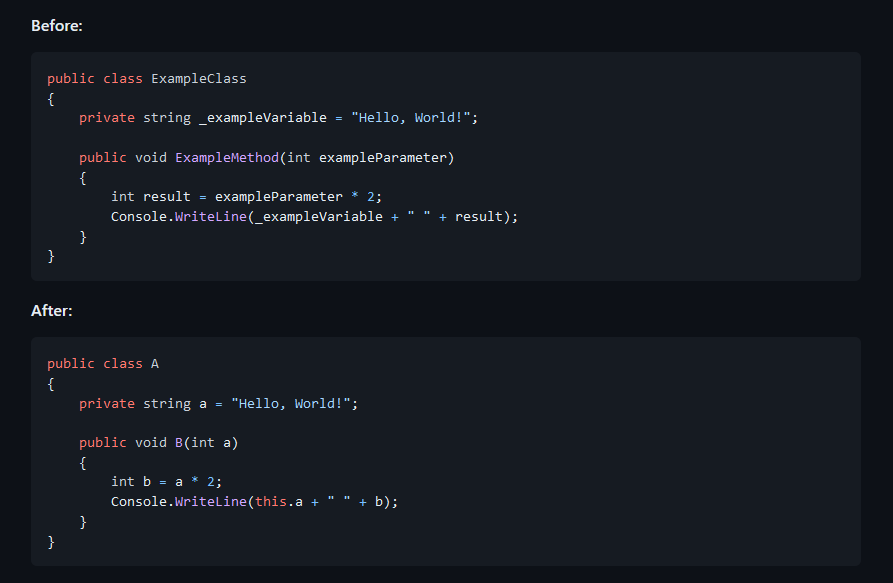 Before:
public class ExampleClass
{
    private string _exampleVariable = "Hello, World!";

    public void ExampleMethod(int exampleParameter)
    {
        int result = exampleParameter * 2;
        Console.WriteLine(_exampleVariable + " " + result);
    }
}
After:
public class A
{
    private string a = "Hello, World!";

    public void B(int a)
    {
        int b = a * 2;
        Console.WriteLine(this.a + " " + b);
    }
}